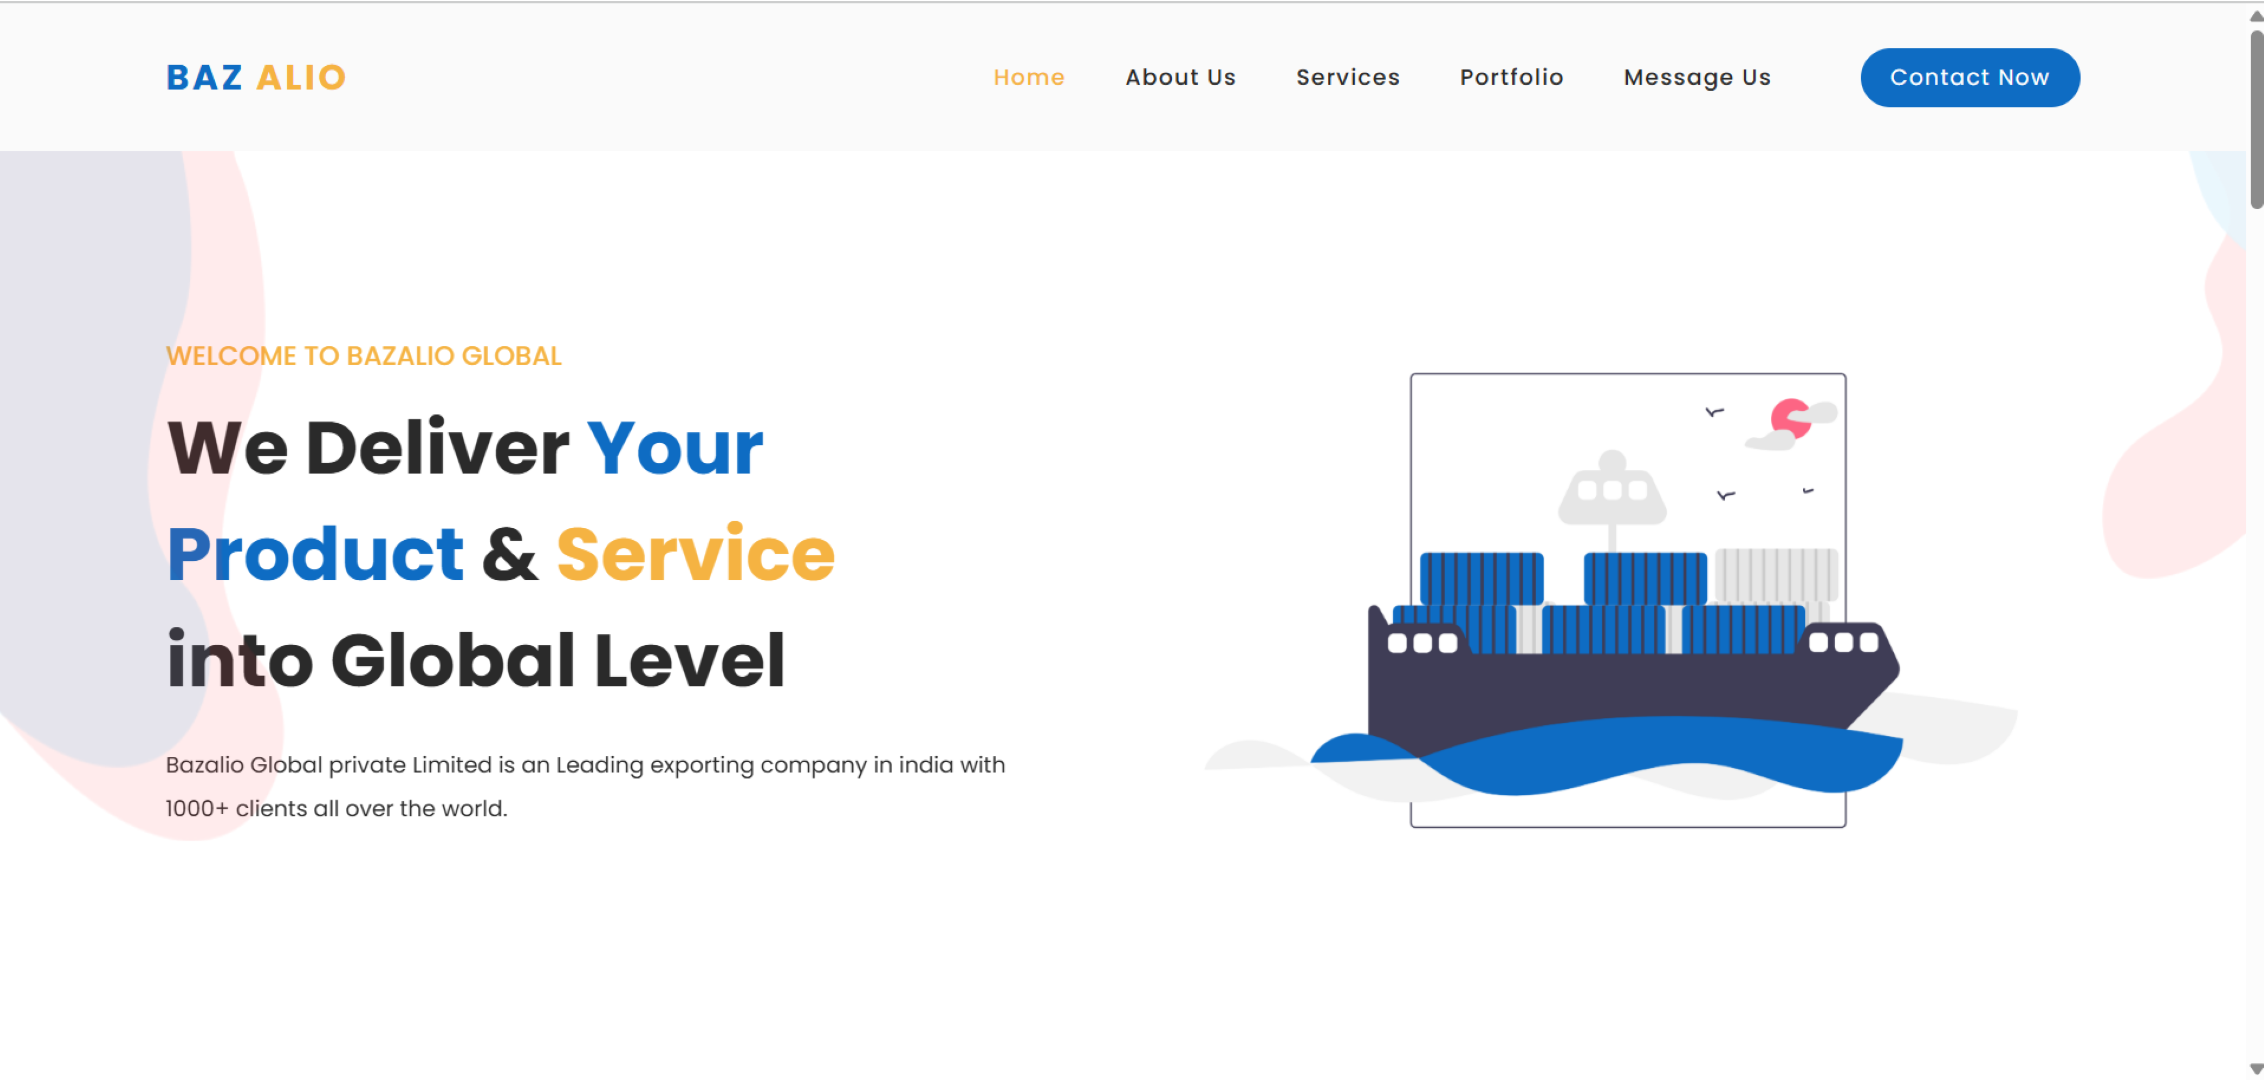 BAZ ALIO
Home About Us Services Portfolio Message Us Contact Now
WELCOME TO BAZALIO GLOBAL
We Deliver Your
Product & Service
into Global Level
Bazalio Global private Limited is an Leading exporting company in india with
1000+ clients all over the world.